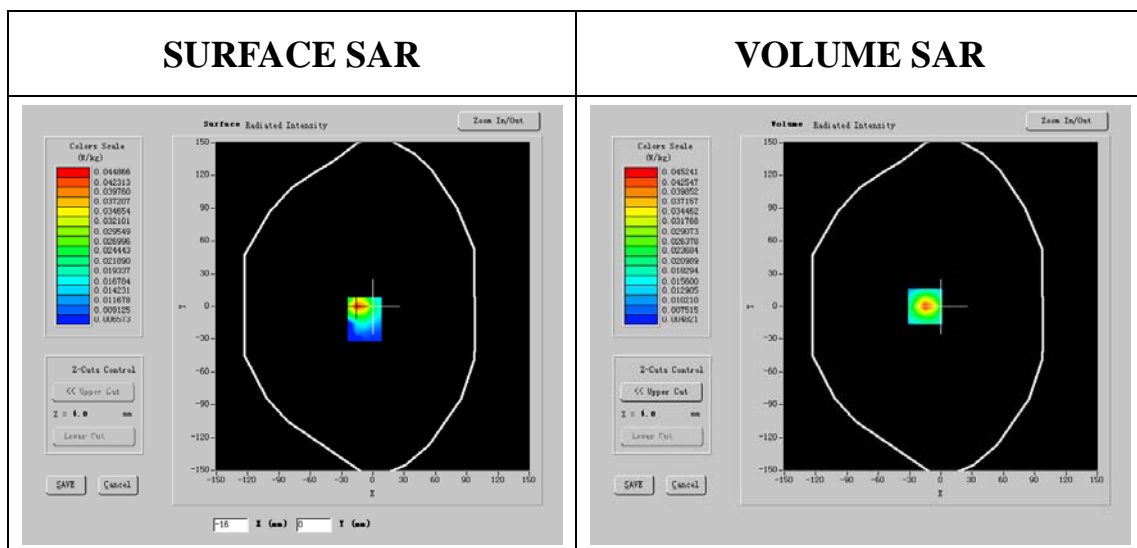 SURFACE SAR
VOLUME SAR
Surface Radiated Intensity
Zoom In/Out
Colors Scale
(W/kg)
0.044866
0.042313
0.039760
0.037207
0.034654
0.032101
0.029549
0.026996
0.024443
0.021890
0.019337
0.016784
0.014231
0.011678
0.009125
0.006573
150
120
90
60
30
0
-30
-60
-90
-120
-150
Y
-150 -120 -90 -60 -30 0 30 60 90 120 150
X
Z-Cuts Control
<< Upper Cut
Z = 4.0 mm
Lower Cut
SAVE Cancel
-16 X (mm) 0 Y (mm)
Volume Radiated Intensity
Zoom In/Out
Colors Scale
(W/kg)
0.045241
0.042547
0.039852
0.037157
0.034462
0.031768
0.029073
0.026378
0.023684
0.020989
0.018294
0.015600
0.012905
0.010210
0.007515
0.004821
150
120
90
60
30
0
-30
-60
-90
-120
-150
Y
-150 -120 -90 -60 -30 0 30 60 90 120 150
X
Z-Cuts Control
<< Upper Cut
Z = 4.0 mm
Lower Cut
SAVE Cancel